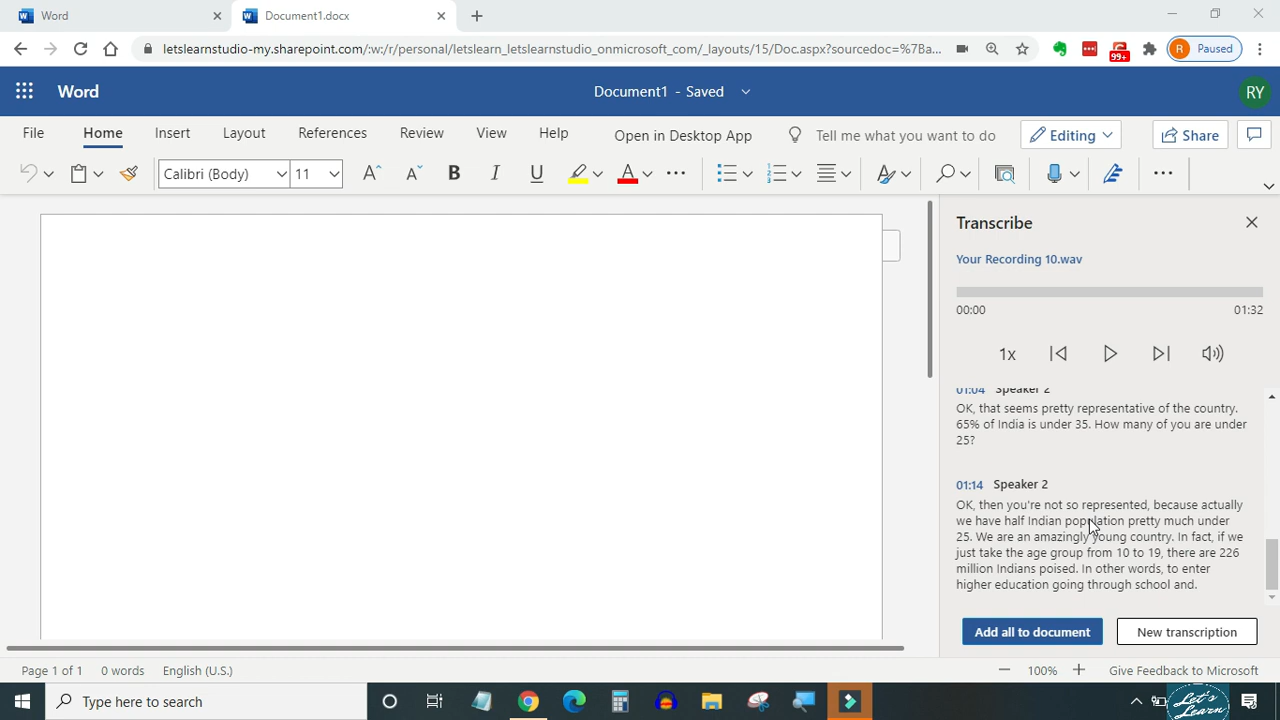 Word
Document1.docx
letslearnstudio-my.sharepoint.com/:w:/r/personal/letslearn_letslearnstudio_onmicrosoft_com/_layouts/15/Doc.aspx?sourcedoc=%7Ba...
99+
R Paused
Word
Document1 - Saved
RY
File Home Insert Layout References Review View Help Open in Desktop App Tell me what you want to do Editing Share
Calibri (Body) 11 A A B I U A
Transcribe
Your Recording 10.wav
00:00 01:32
1x
01:04 Speaker 2
OK, that seems pretty representative of the country.
65% of India is under 35. How many of you are under
25?
01:14 Speaker 2
OK, then you're not so represented, because actually
we have half Indian population pretty much under
25. We are an amazingly young country. In fact, if we
just take the age group from 10 to 19, there are 226
million Indians poised. In other words, to enter
higher education going through school and.
Add all to document New transcription
Page 1 of 1 0 words English (U.S.) 100% Give Feedback to Microsoft
Type here to search
Let's
Learn